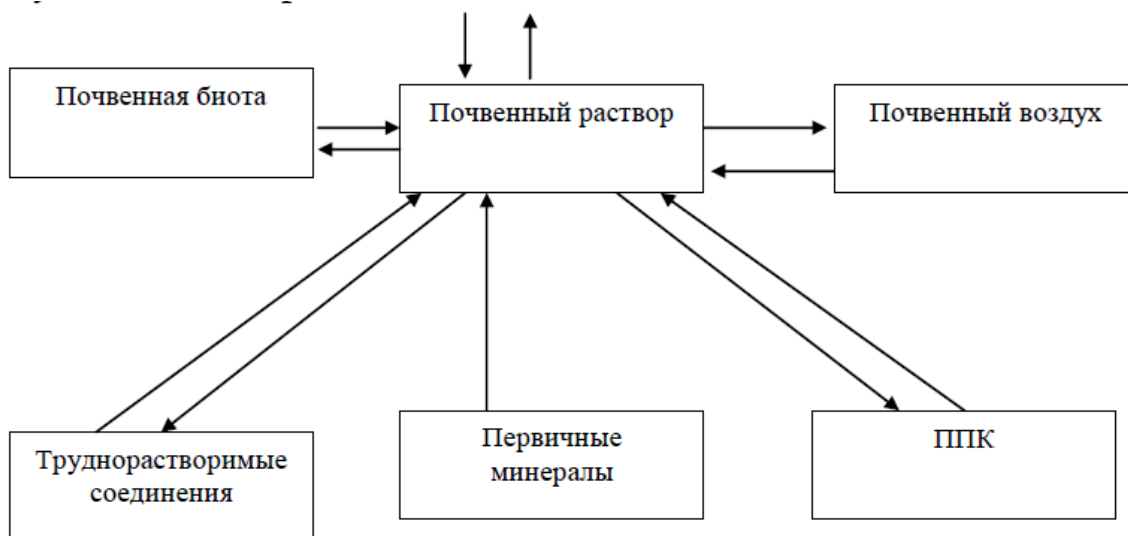 Почвенная биота
Почвенный раствор
Почвенный воздух
Труднорастворимые
соединения
Первичные
минералы
ППК